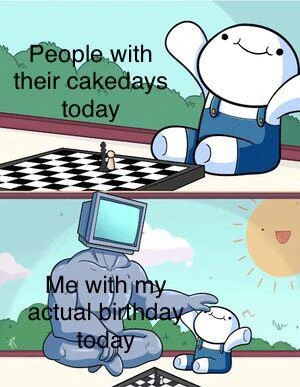 People with
their cakedays
today
Me with my
actual birthday
today